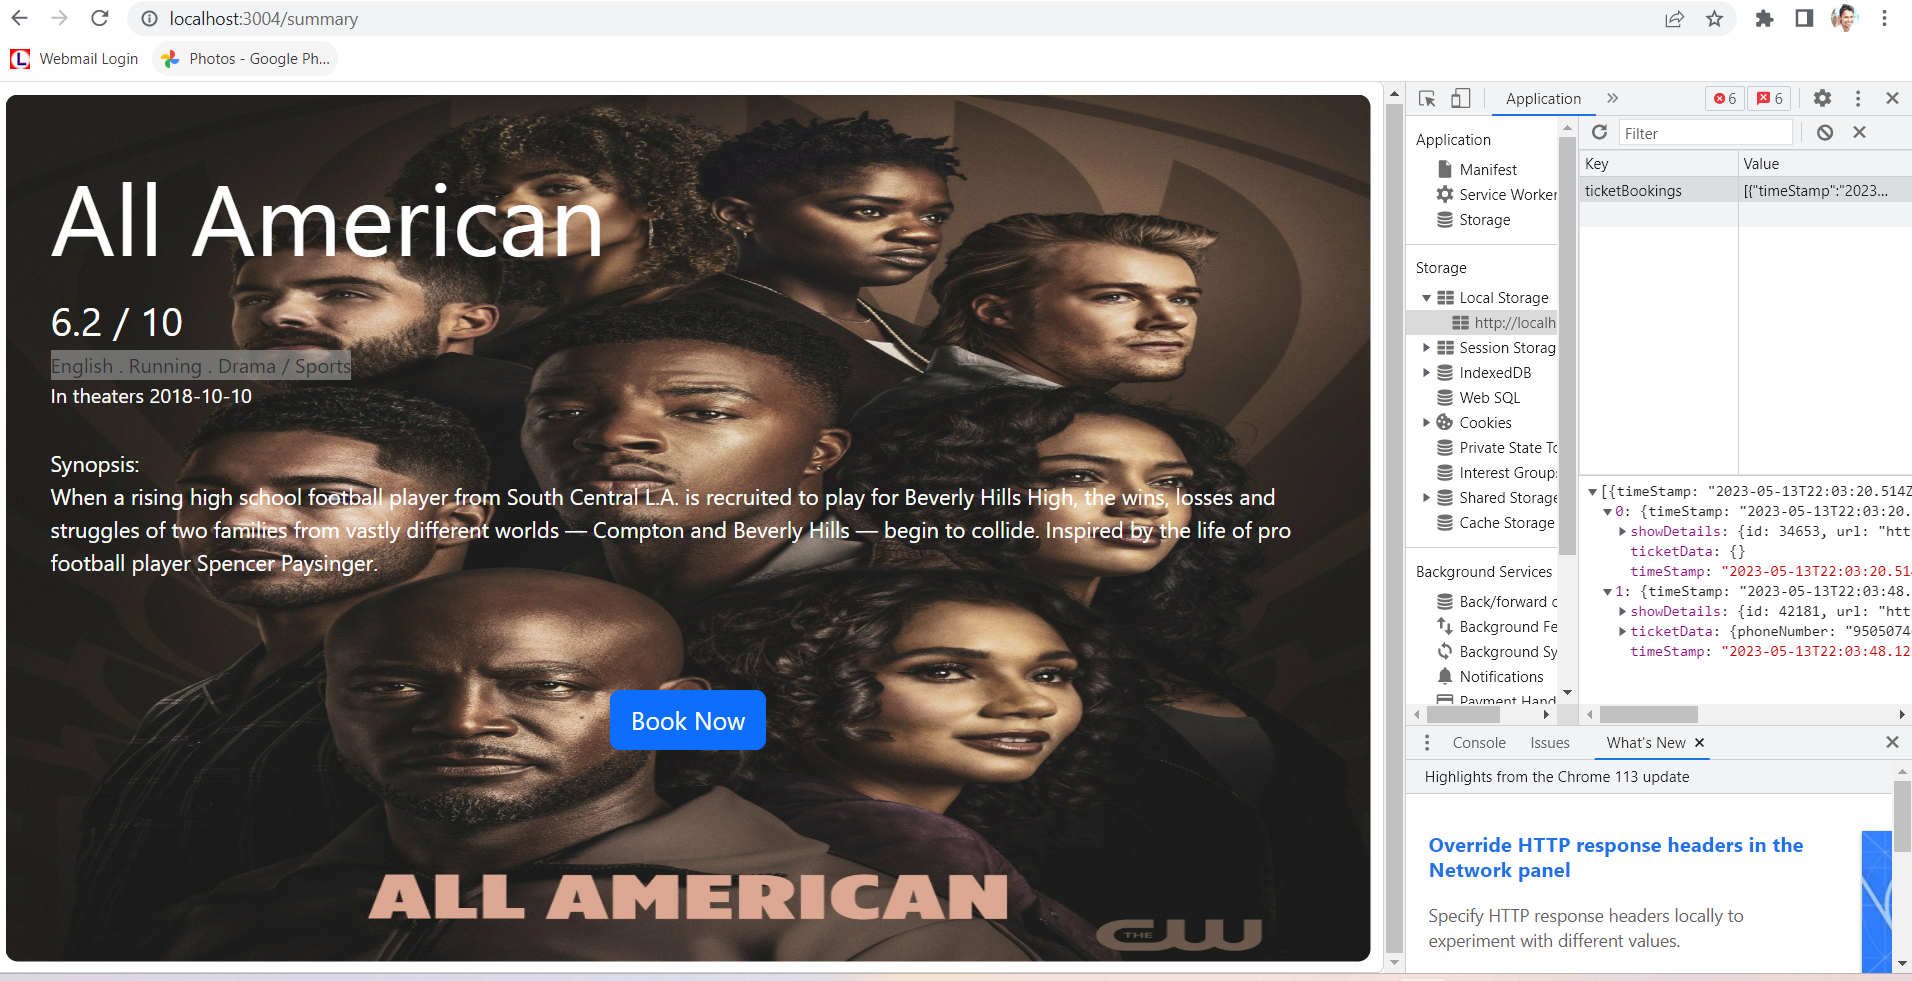 localhost:3004/summary
Webmail Login
Photos - Google Ph...
All American
6.2 / 10
English . Running . Drama / Sports
In theaters 2018-10-10
Synopsis:
When a rising high school football player from South Central L.A. is recruited to play for Beverly Hills High, the wins, losses and
struggles of two families from vastly different worlds — Compton and Beverly Hills — begin to collide. Inspired by the life of pro
football player Spencer Paysinger.
Book Now
ALL AMERICAN
THE CW
Application
6
6
Application
Manifest
Service Worker
Storage
Storage
Local Storage
http://localh
Session Storag
IndexedDB
Web SQL
Cookies
Private State To
Interest Groups
Shared Storage
Cache Storage
Background Services
Back/forward c
Background Fe
Background Sy
Notifications
Payment Hand
Filter
Key Value
ticketBookings [{"timeStamp":"2023...
[{timeStamp: "2023-05-13T22:03:20.514Z
0: {timeStamp: "2023-05-13T22:03:20.
showDetails: {id: 34653, url: "htt
ticketData: {}
timeStamp: "2023-05-13T22:03:20.514
1: {timeStamp: "2023-05-13T22:03:48.
showDetails: {id: 42181, url: "htt
ticketData: {phoneNumber: "9505074
timeStamp: "2023-05-13T22:03:48.12
Console Issues What's New
Highlights from the Chrome 113 update
Override HTTP response headers in the
Network panel
Specify HTTP response headers locally to
experiment with different values.